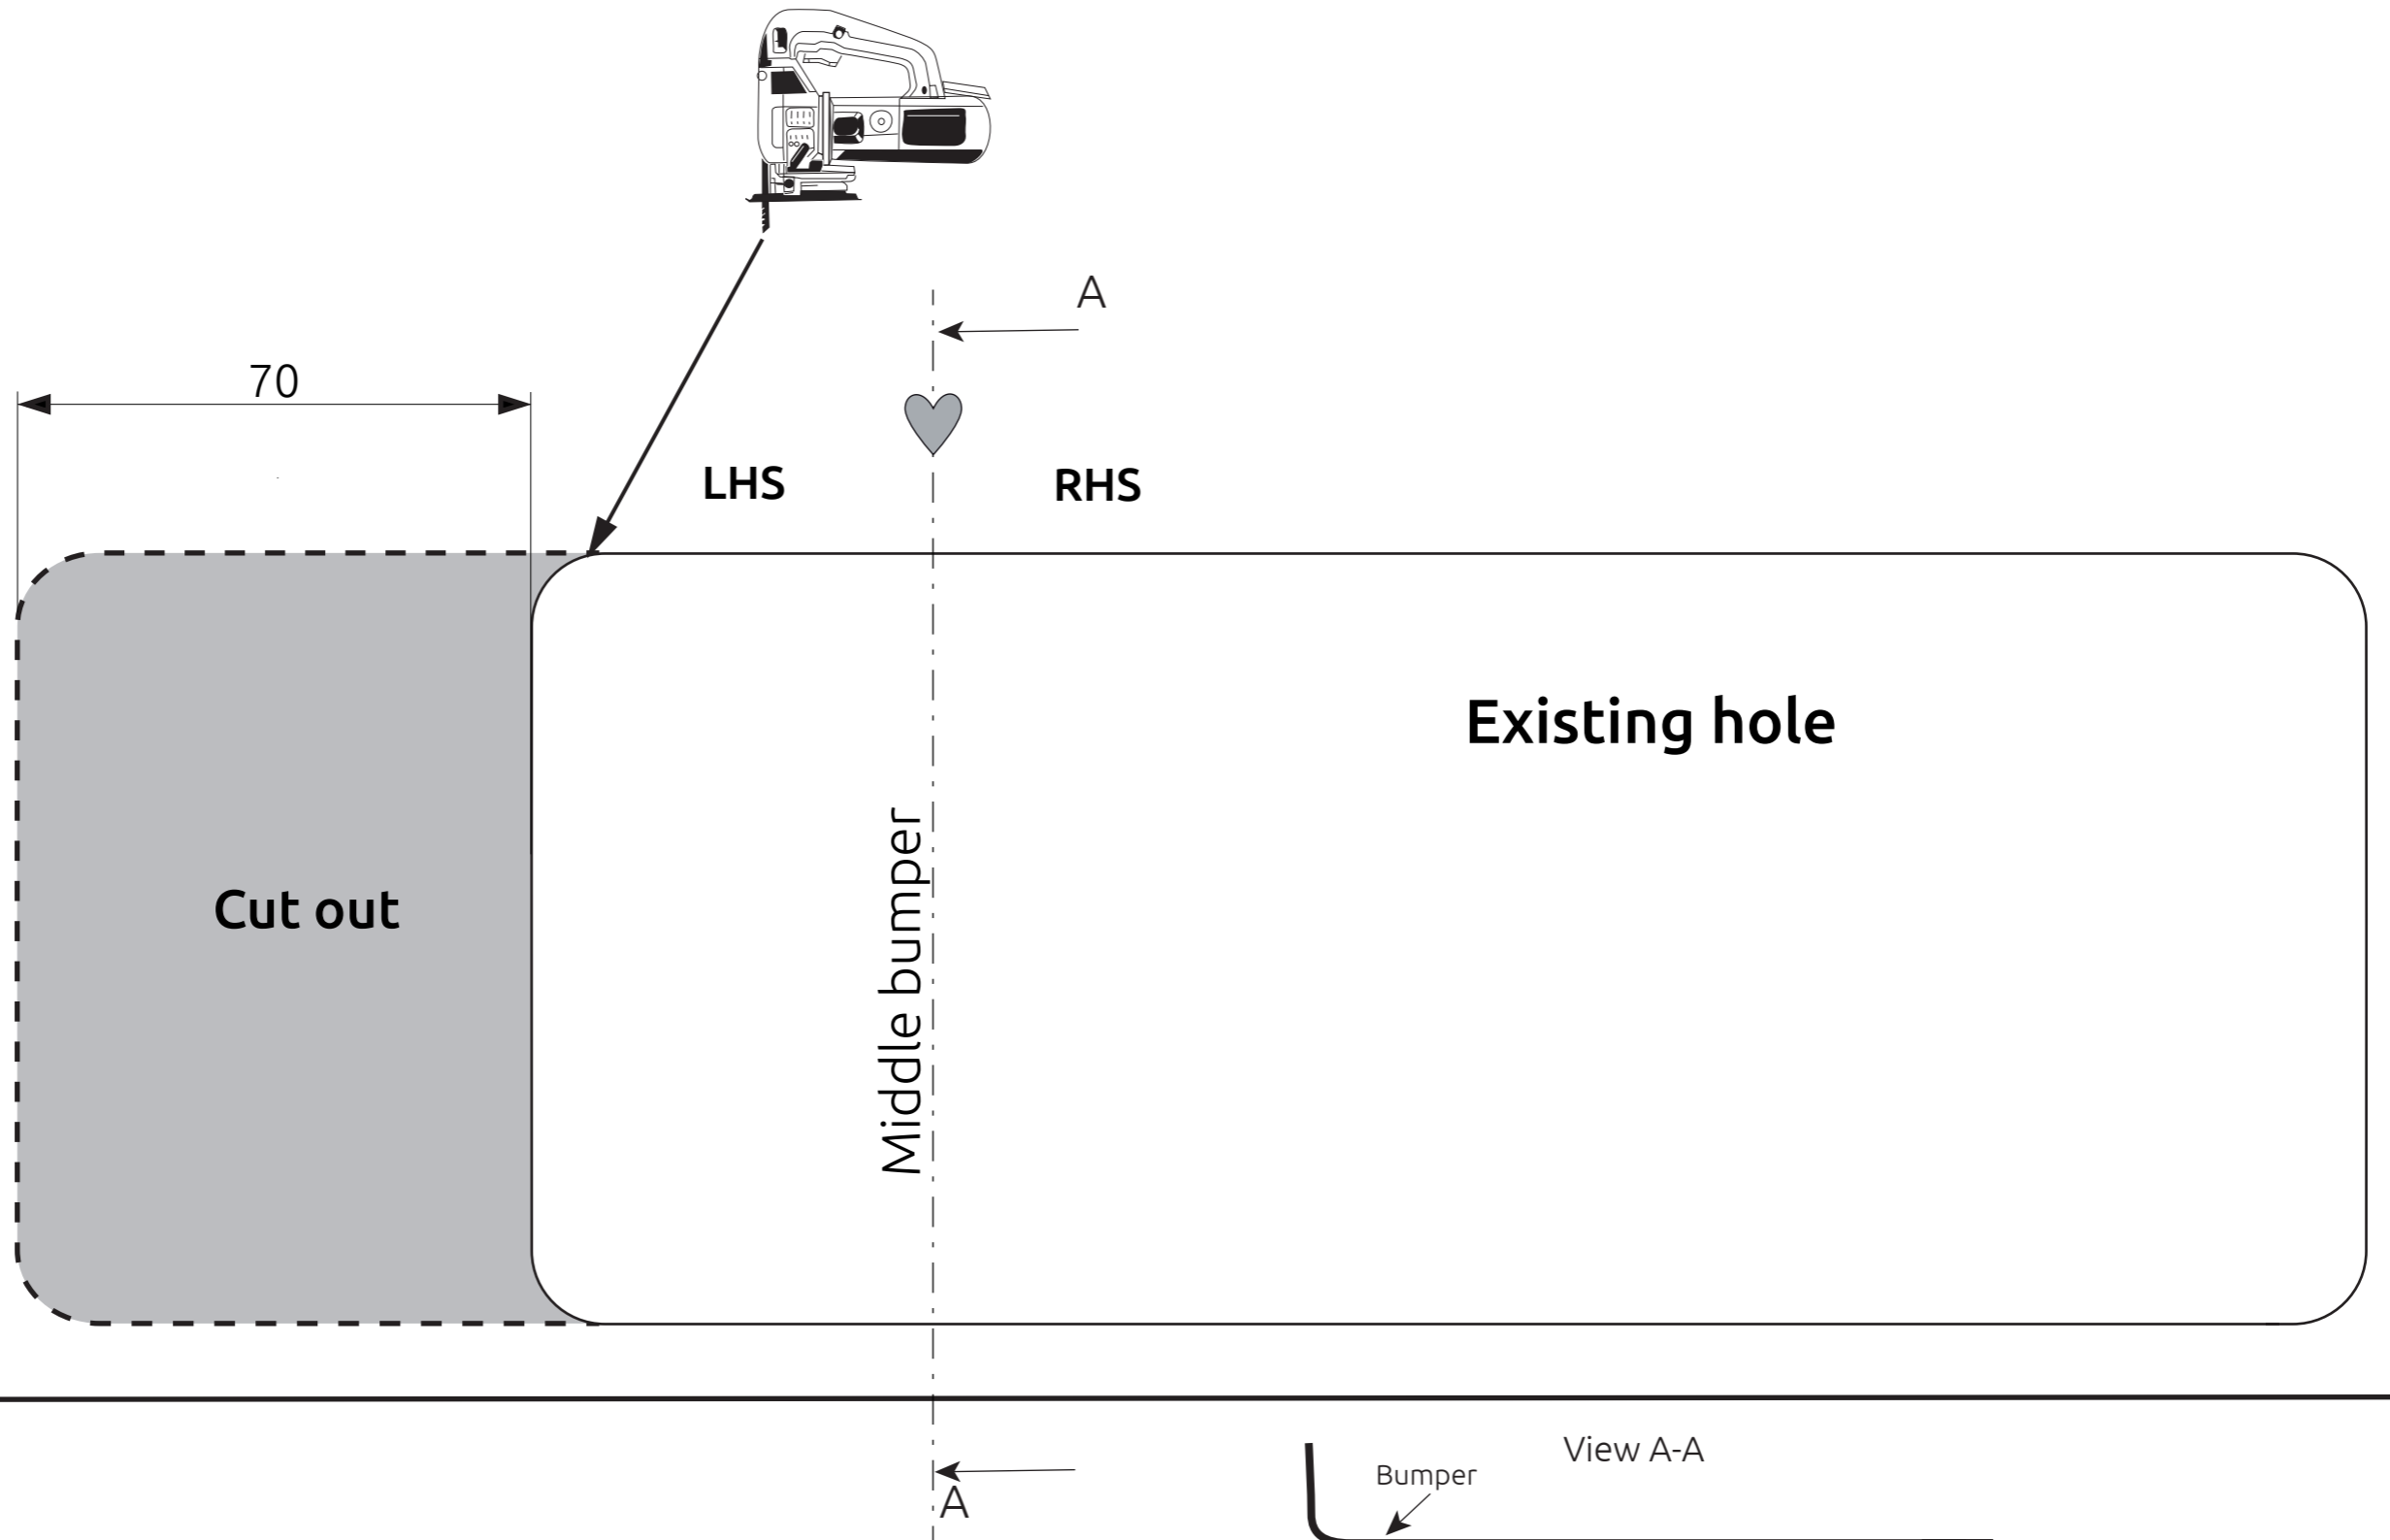 A
70
LHS
RHS
Existing hole
Cut out
Middle bumper
View A-A
Bumper
A